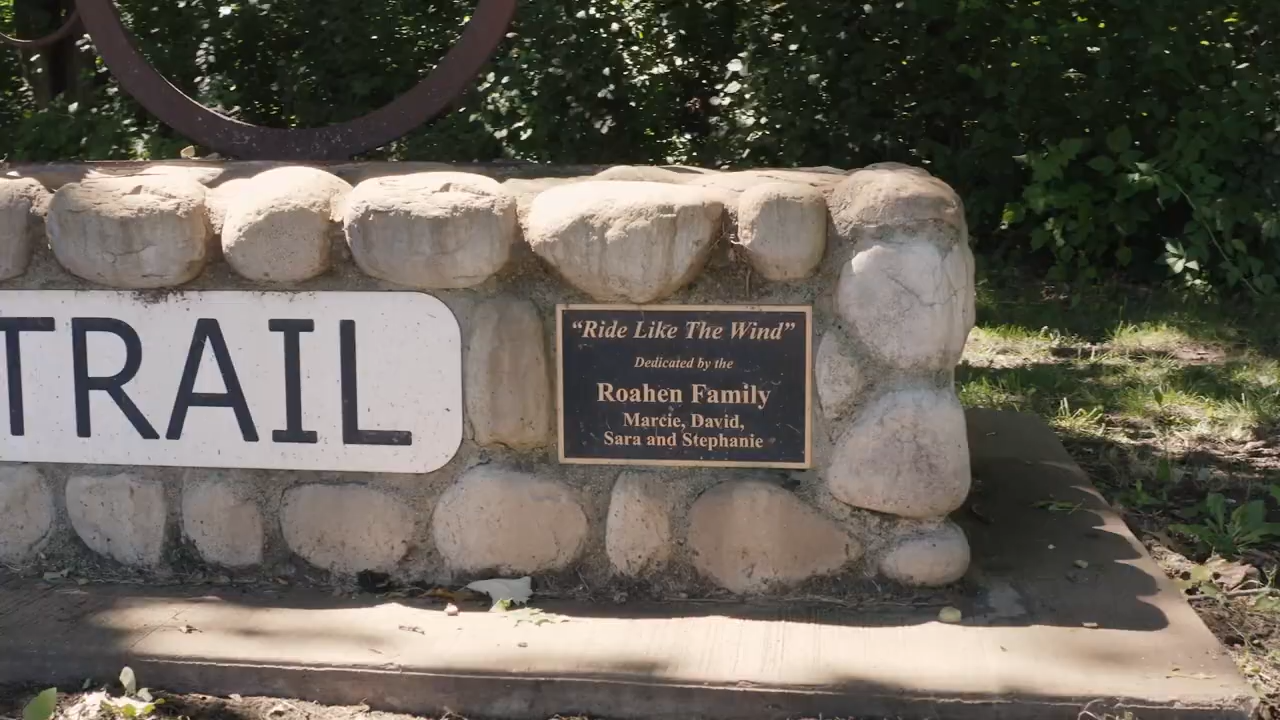 TRAIL
“Ride Like The Wind”
Dedicated by the
Roahen Family
Marcie, David,
Sara and Stephanie